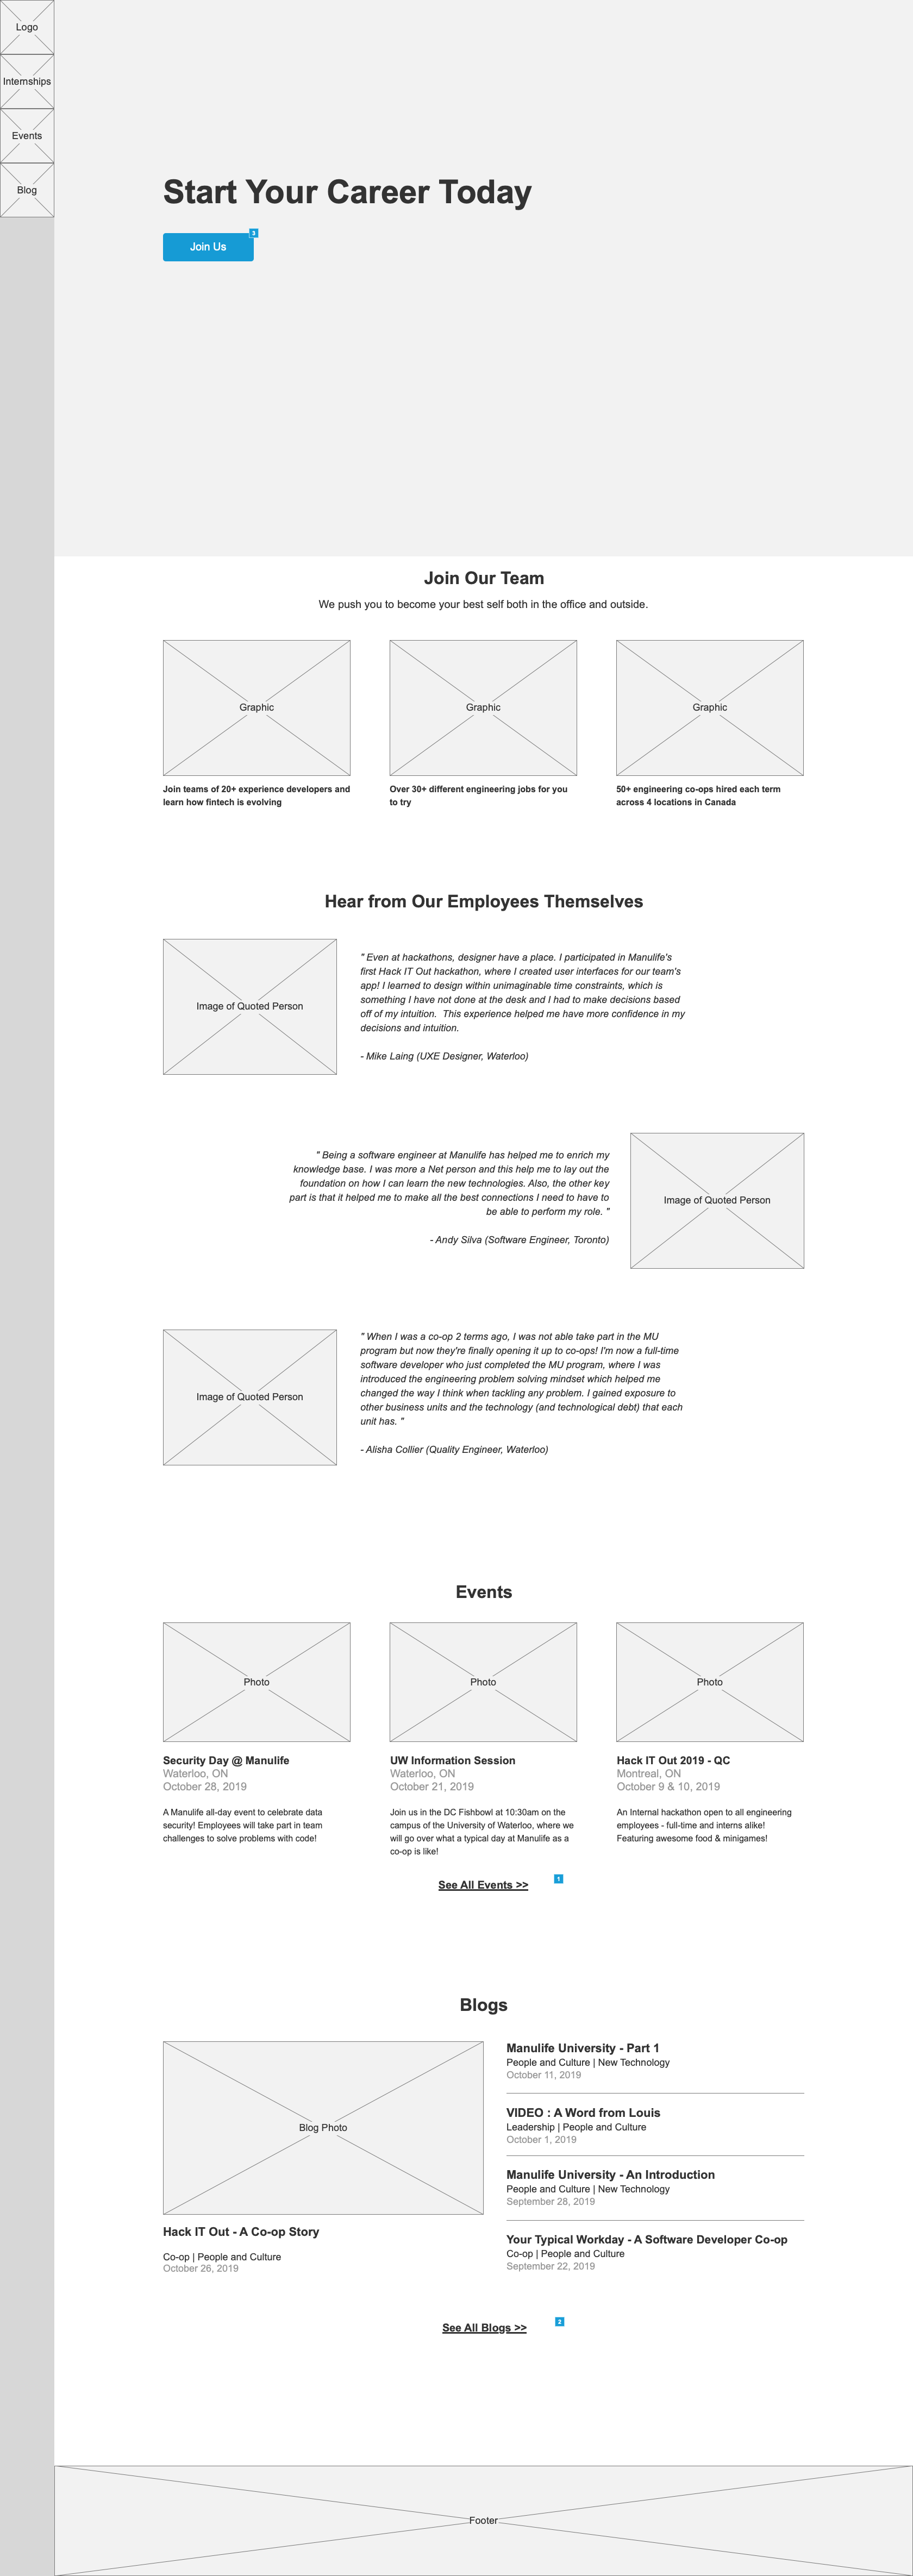 Logo
Internships
Events
Blog
Start Your Career Today
Join Us
3
Join Our Team
We push you to become your best self both in the office and outside.
Graphic
Graphic
Graphic
Join teams of 20+ experience developers and
learn how fintech is evolving
Over 30+ different engineering jobs for you
to try
50+ engineering co-ops hired each term
across 4 locations in Canada
Hear from Our Employees Themselves
Image of Quoted Person
" Even at hackathons, designer have a place. I participated in Manulife's
first Hack IT Out hackathon, where I created user interfaces for our team's
app! I learned to design within unimaginable time constraints, which is
something I have not done at the desk and I had to make decisions based
off of my intuition.  This experience helped me have more confidence in my
decisions and intuition.
- Mike Laing (UXE Designer, Waterloo)
" Being a software engineer at Manulife has helped me to enrich my
knowledge base. I was more a Net person and this help me to lay out the
foundation on how I can learn the new technologies. Also, the other key
part is that it helped me to make all the best connections I need to have to
be able to perform my role. "
- Andy Silva (Software Engineer, Toronto)
Image of Quoted Person
Image of Quoted Person
" When I was a co-op 2 terms ago, I was not able take part in the MU
program but now they're finally opening it up to co-ops! I'm now a full-time
software developer who just completed the MU program, where I was
introduced the engineering problem solving mindset which helped me
changed the way I think when tackling any problem. I gained exposure to
other business units and the technology (and technological debt) that each
unit has. "
- Alisha Collier (Quality Engineer, Waterloo)
Events
Photo
Photo
Photo
Security Day @ Manulife
Waterloo, ON
October 28, 2019
A Manulife all-day event to celebrate data
security! Employees will take part in team
challenges to solve problems with code!
UW Information Session
Waterloo, ON
October 21, 2019
Join us in the DC Fishbowl at 10:30am on the
campus of the University of Waterloo, where we
will go over what a typical day at Manulife as a
co-op is like!
Hack IT Out 2019 - QC
Montreal, ON
October 9 & 10, 2019
An Internal hackathon open to all engineering
employees - full-time and interns alike!
Featuring awesome food & minigames!
See All Events >>
1
Blogs
Blog Photo
Hack IT Out - A Co-op Story
Co-op | People and Culture
October 26, 2019
Manulife University - Part 1
People and Culture | New Technology
October 11, 2019
VIDEO : A Word from Louis
Leadership | People and Culture
October 1, 2019
Manulife University - An Introduction
People and Culture | New Technology
September 28, 2019
Your Typical Workday - A Software Developer Co-op
Co-op | People and Culture
September 22, 2019
See All Blogs >>
2
Footer